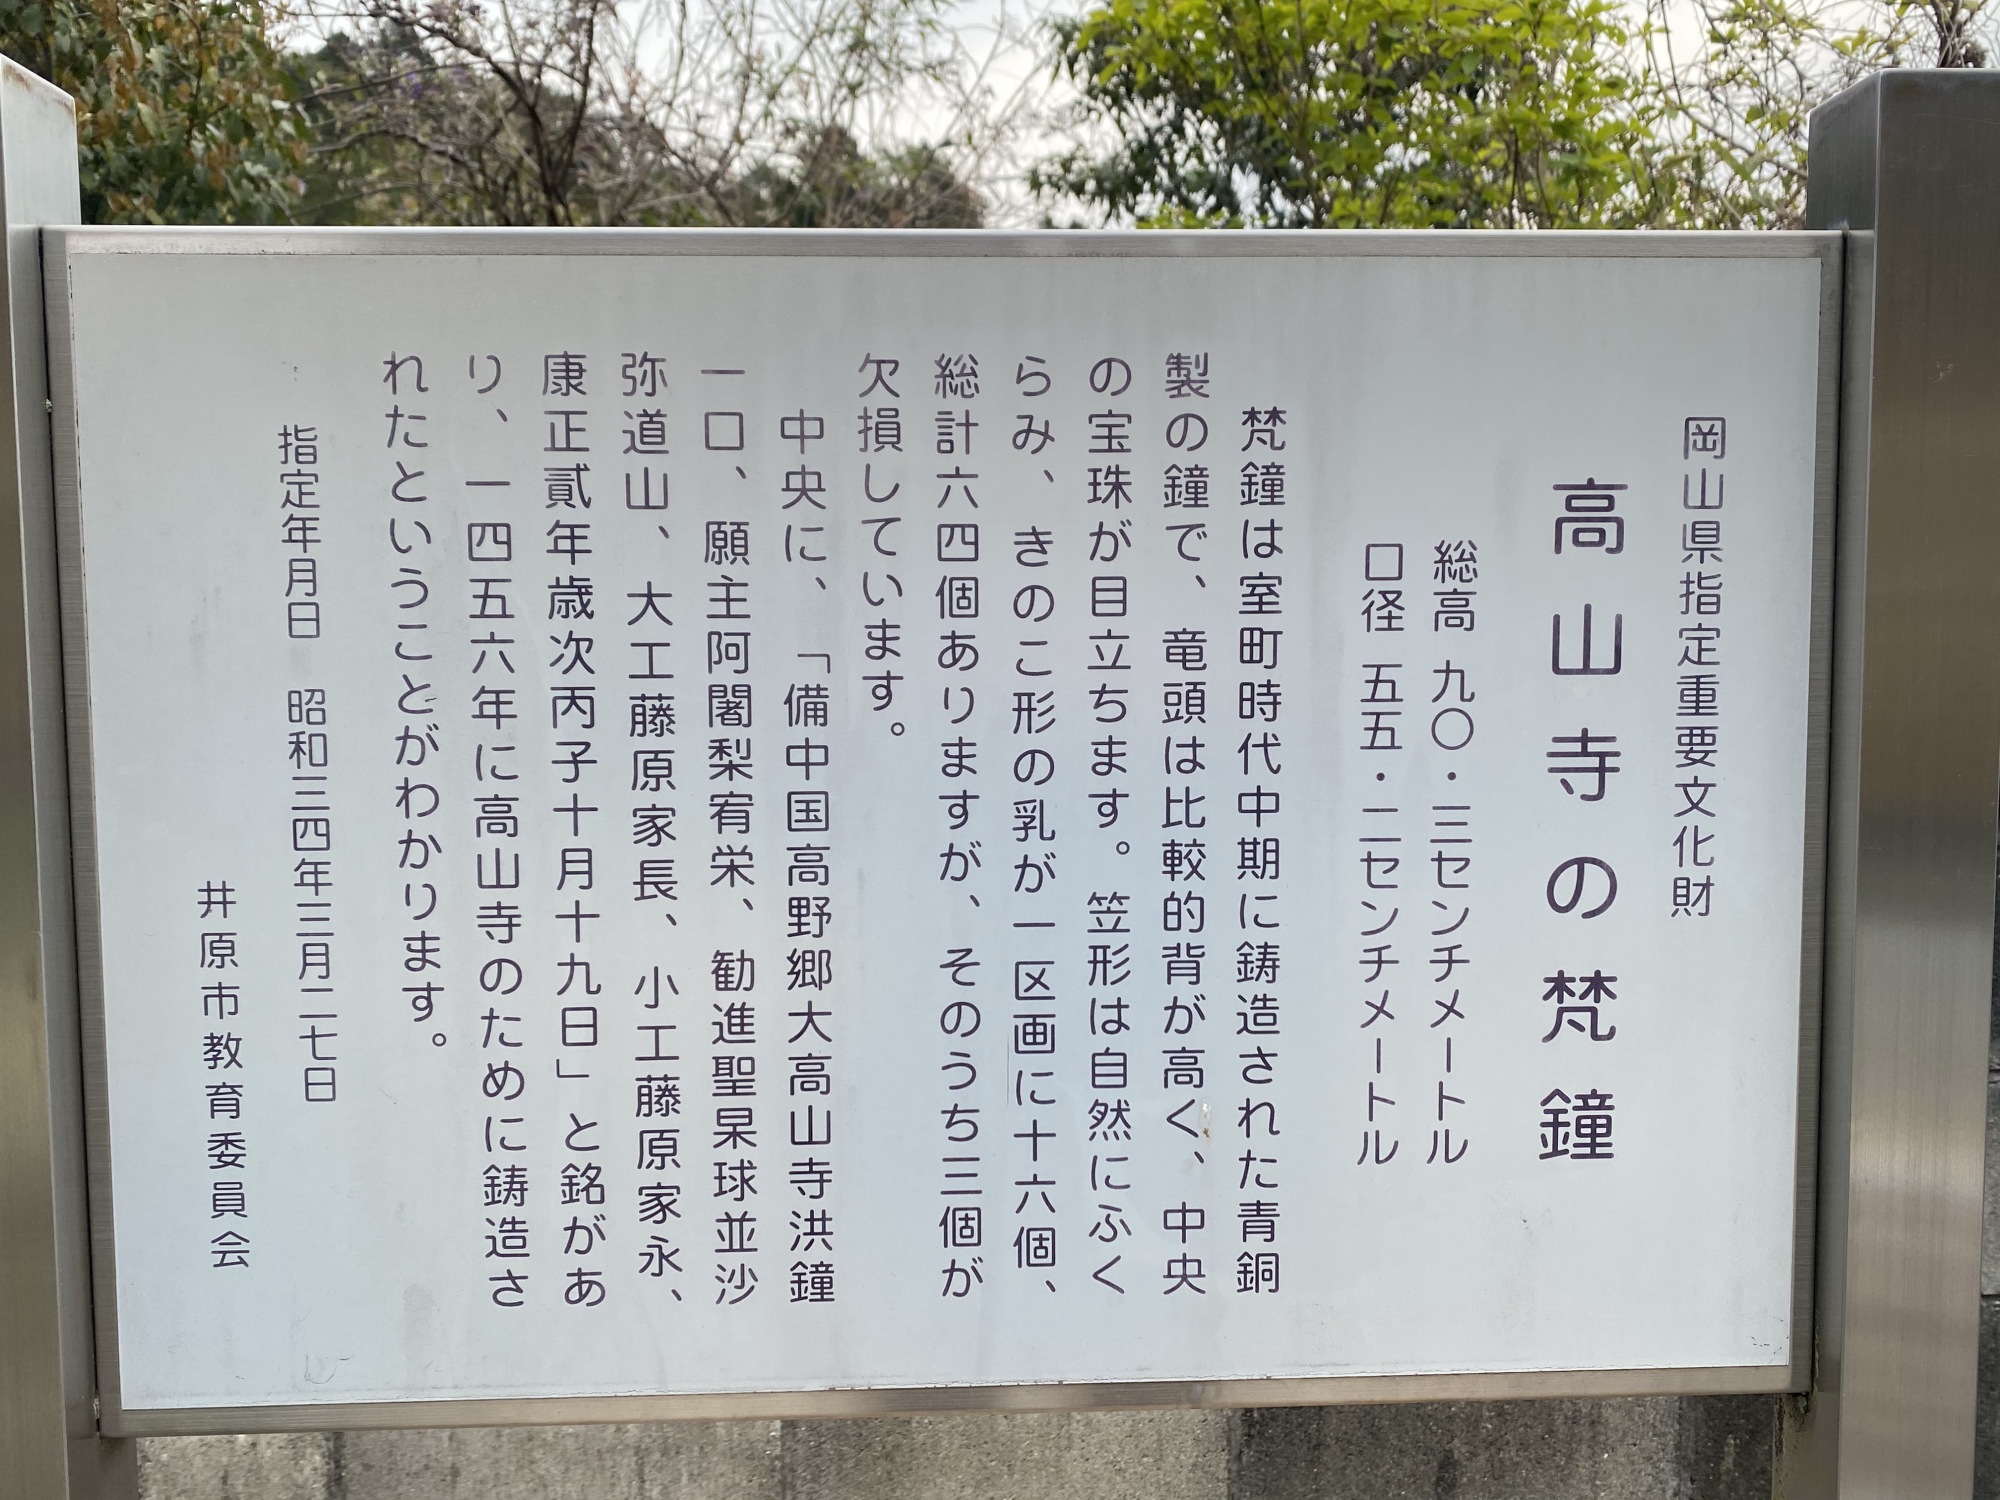 岡山県指定重要文化財
高山寺の梵鐘
総高 九〇・三センチメートル
口径 五五・二センチメートル
梵鐘は室町時代中期に鋳造された青銅
製の鐘で、竜頭は比較的背が高く、中央
の宝珠が目立ちます。笠形は自然にふく
らみ、きのこ形の乳が一区画に十六個、
総計六四個ありますが、そのうち三個が
欠損しています。
中央に、「備中国高野郷大高山寺洪鐘
一口、願主阿闍梨宥栄、勧進聖杲球並沙
弥道山、大工藤原家長、小工藤原家永、
康正貳年歳次丙子十月十九日」と銘があ
り、一四五六年に高山寺のために鋳造さ
れたということがわかります。
指定年月日 昭和三四年三月二七日
井原市教育委員会